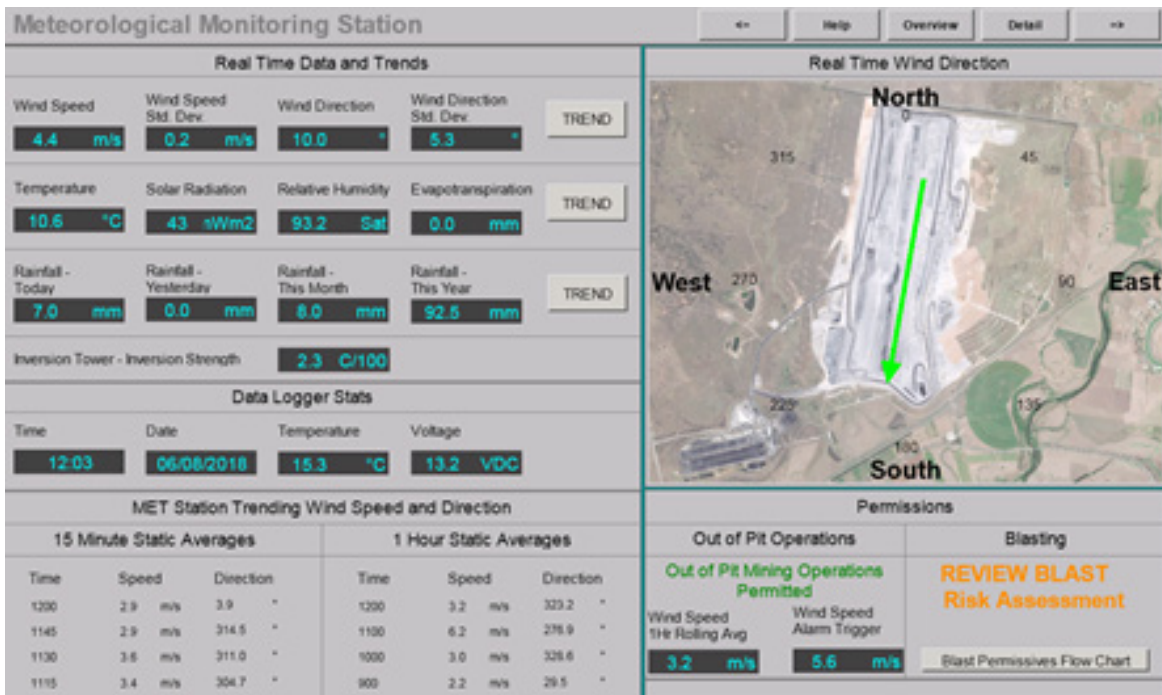 Meteorological Monitoring Station
<-
Help
Overview
Detail
-->
Real Time Data and Trends
Wind Speed
Wind Speed
Std. Dev.
Wind Direction
Wind Direction
Std. Dev.
4.4 m/s
0.2 m/s
10.0 °
5.3 °
TREND
Temperature
Solar Radiation
Relative Humidity
Evapotranspiration
10.6 °C
43 nWm2
93.2 Sat
0.0 mm
TREND
Rainfall -
Today
Rainfall -
Yesterday
Rainfall -
This Month
Rainfall -
This Year
7.0 mm
0.0 mm
8.0 mm
92.5 mm
TREND
Inversion Tower - Inversion Strength
2.3 C/100
Data Logger Stats
Time
Date
Temperature
Voltage
12:03
06/08/2018
15.3 °C
13.2 VDC
MET Station Trending Wind Speed and Direction
15 Minute Static Averages
Time Speed Direction
1200 2.9 m/s 3.9 °
1145 2.9 m/s 314.5 °
1130 3.6 m/s 311.0 °
1115 3.4 m/s 304.7 °
1 Hour Static Averages
Time Speed Direction
1200 3.2 m/s 323.2 °
1100 6.2 m/s 276.9 °
1000 3.0 m/s 328.6 °
900 2.2 m/s 29.5 °
Real Time Wind Direction
North
0
315
45
West
270
90
East
225
135
180
South
Permissions
Out of Pit Operations
Out of Pit Mining Operations
Permitted
Wind Speed
1Hr Rolling Avg
Wind Speed
Alarm Trigger
3.2 m/s
5.6 m/s
Blasting
REVIEW BLAST
Risk Assessment
Blast Permissives Flow Chart